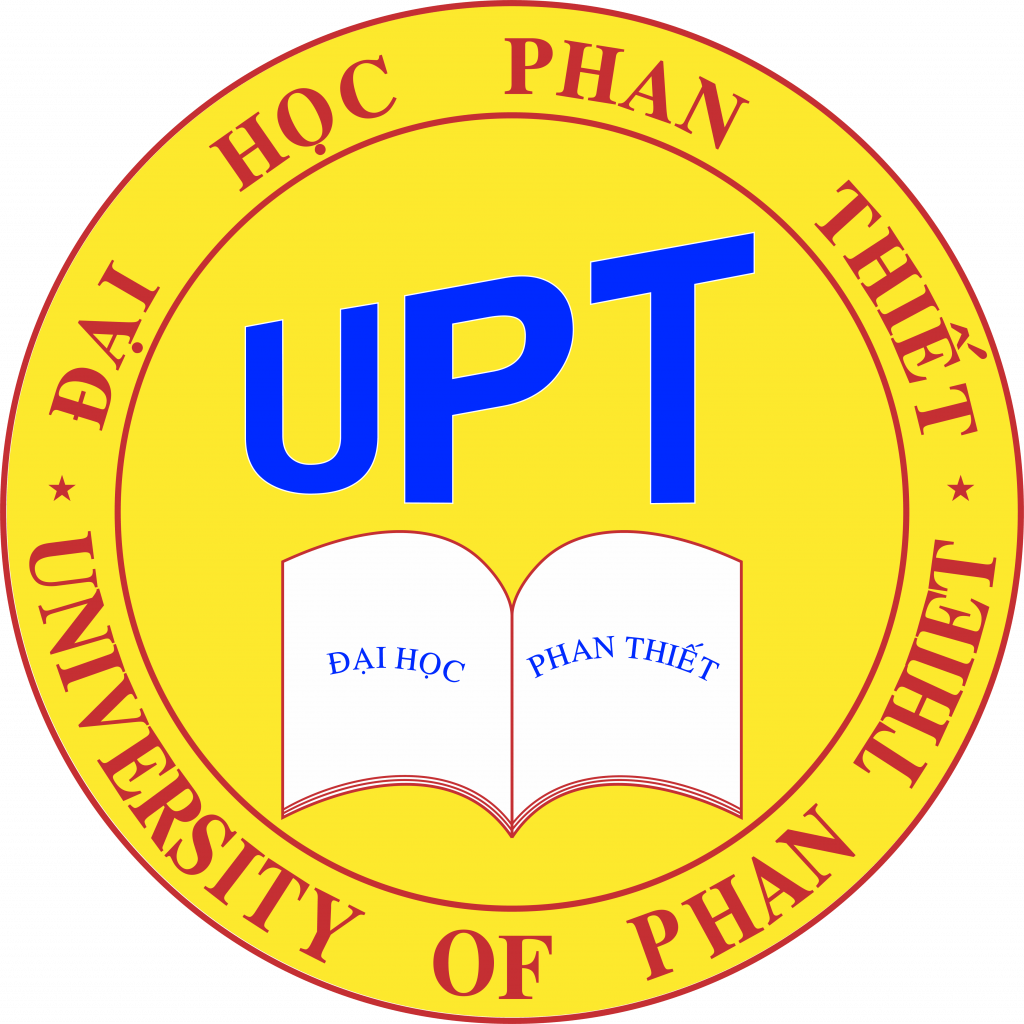 ĐẠI HỌC PHAN THIẾT
UPT
ĐẠI HỌC
PHAN THIẾT
UNIVERSITY OF PHAN THIET